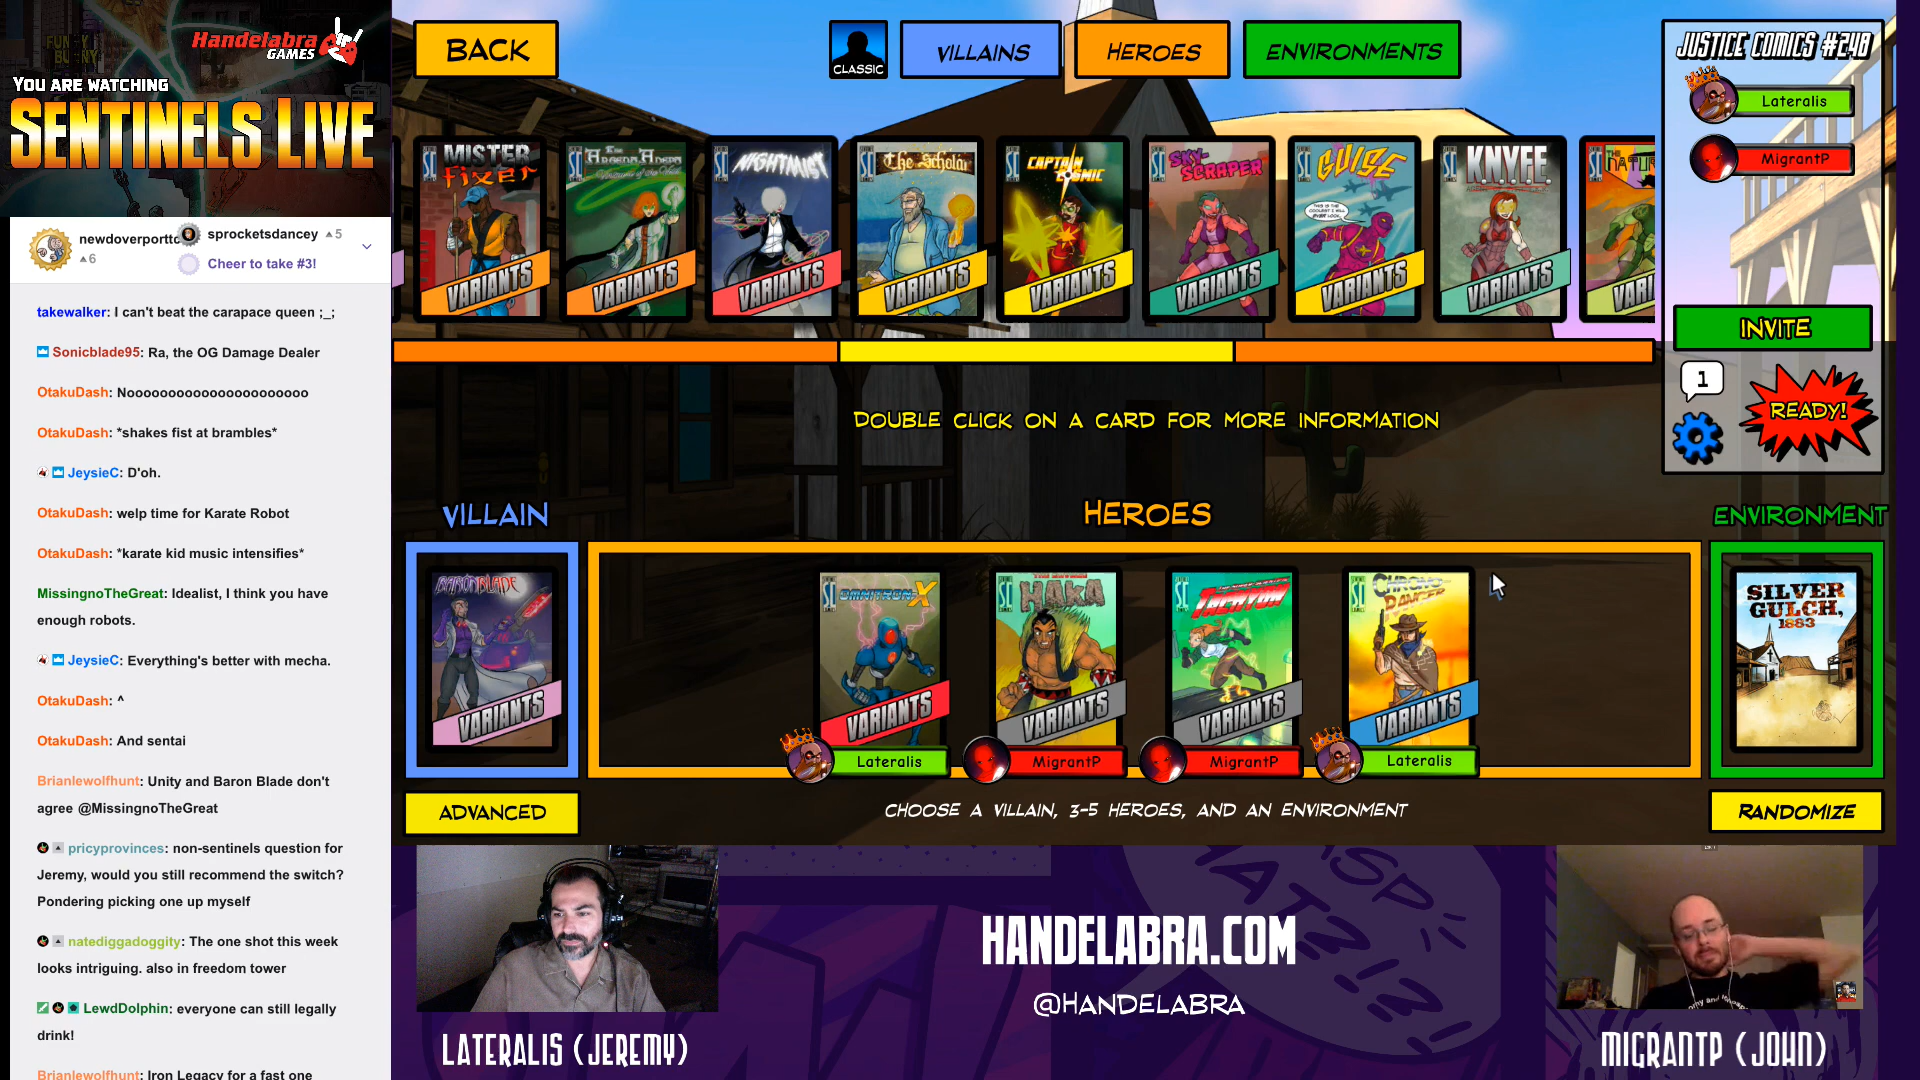 Handelabra
GAMES
YOU ARE WATCHING
SENTINELS LIVE
newdoverportto
6
sprocketsdancey 5
Cheer to take #3!
takewalker: I can't beat the carapace queen ;_;
Sonicblade95: Ra, the OG Damage Dealer
OtakuDash: Nooooooooooooooooooooooo
OtakuDash: *shakes fist at brambles*
JeysieC: D'oh.
OtakuDash: welp time for Karate Robot
OtakuDash: *karate kid music intensifies*
MissingnoTheGreat: Idealist, I think you have
enough robots.
JeysieC: Everything's better with mecha.
OtakuDash: ^
OtakuDash: And sentai
Brianlewolfhunt: Unity and Baron Blade don't
agree @MissingnoTheGreat
pricyprovinces: non-sentinels question for
Jeremy, would you still recommend the switch?
Pondering picking one up myself
natediggadoggity: The one shot this week
looks intriguing. also in freedom tower
LewdDolphin: everyone can still legally
drink!
Brianlewolfhunt: Iron Legacy for a fast one
BACK
CLASSIC
VILLAINS
HEROES
ENVIRONMENTS
MISTER FIXER
VARIANTS
THE ARGENT ADEPT
VARIANTS
NIGHTMIST
VARIANTS
The Scholar
VARIANTS
CAPTAIN COSMIC
VARIANTS
SKY-SCRAPER
VARIANTS
GUISE
VARIANTS
K.N.Y.F.E.
VARIANTS
JUSTICE COMICS #248
Lateralis
MigrantP
INVITE
1
READY!
DOUBLE CLICK ON A CARD FOR MORE INFORMATION
VILLAIN
HEROES
ENVIRONMENT
BARON BLADE
VARIANTS
OMNITRON-X
VARIANTS
Lateralis
HAKA
VARIANTS
MigrantP
TACHYON
VARIANTS
MigrantP
CHRONO-DANGER
VARIANTS
Lateralis
SILVER
GULCH,
1883
ADVANCED
CHOOSE A VILLAIN, 3-5 HEROES, AND AN ENVIRONMENT
RANDOMIZE
HANDELABRA.COM
@HANDELABRA
LATERALIS (JEREMY)
MIGRANTP (JOHN)